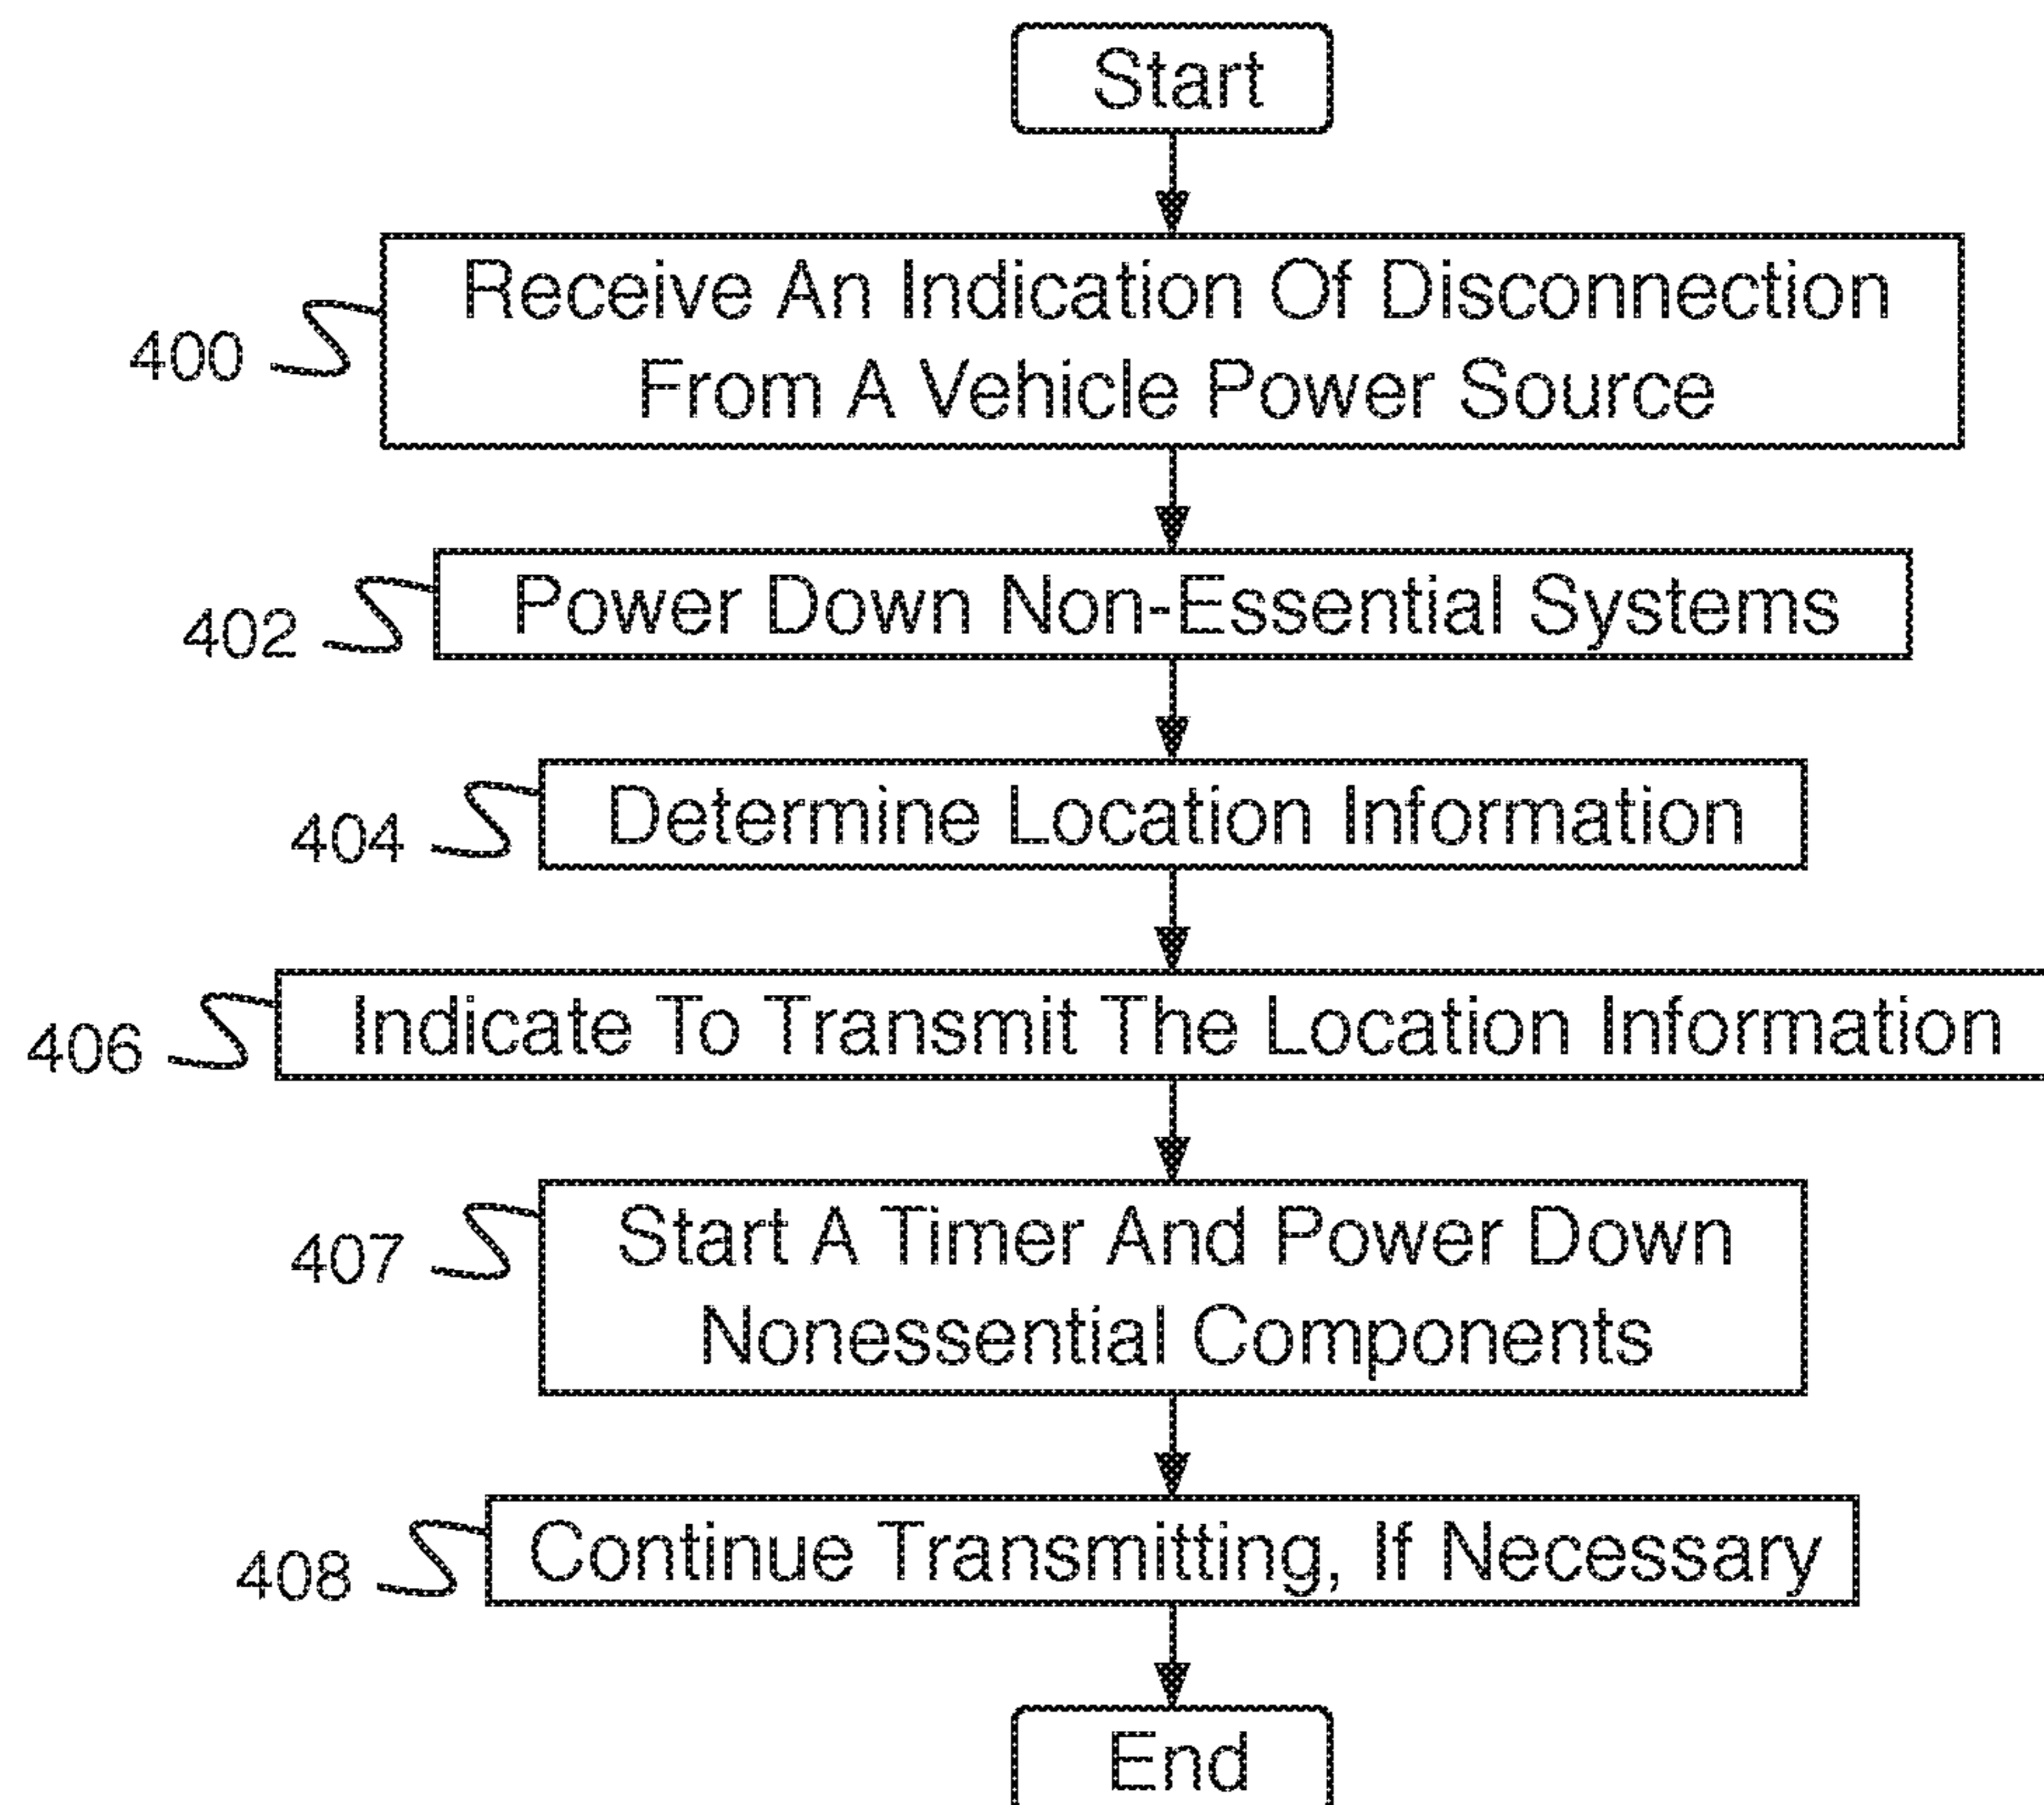 Start
400
Receive An Indication Of Disconnection
From A Vehicle Power Source
402
Power Down Non-Essential Systems
404
Determine Location Information
406
Indicate To Transmit The Location Information
407
Start A Timer And Power Down
Nonessential Components
408
Continue Transmitting, If Necessary
End